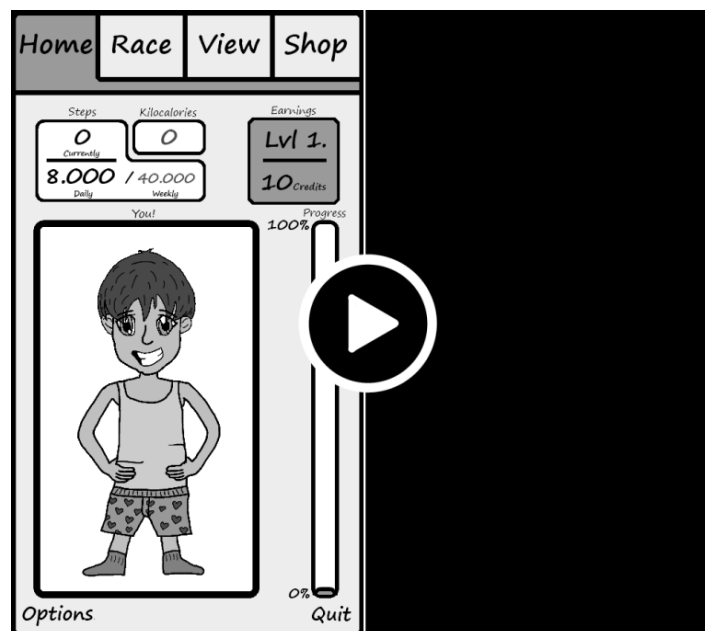 Home Race View Shop
Steps Kilocalories Earnings
0 0 Lvl 1.
Currently
8.000 / 40.000 10 Credits
Daily Weekly
You! Progress
100%
0%
Options Quit